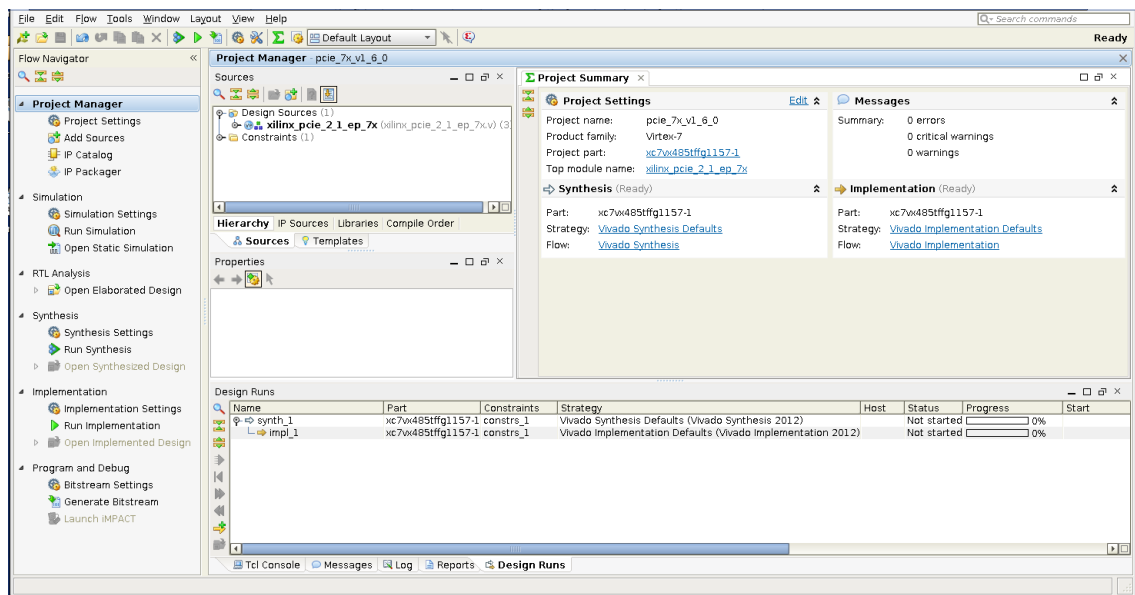 File Edit Flow Tools Window Layout View Help
Search commands
Default Layout
Ready
Flow Navigator
Project Manager
Project Settings
Add Sources
IP Catalog
IP Packager
Simulation
Simulation Settings
Run Simulation
Open Static Simulation
RTL Analysis
Open Elaborated Design
Synthesis
Synthesis Settings
Run Synthesis
Open Synthesized Design
Implementation
Implementation Settings
Run Implementation
Open Implemented Design
Program and Debug
Bitstream Settings
Generate Bitstream
Launch iMPACT
Project Manager - pcie_7x_v1_6_0
Sources
Design Sources (1)
xilinx_pcie_2_1_ep_7x (xilinx_pcie_2_1_ep_7x.v) (3)
Constraints (1)
Hierarchy IP Sources Libraries Compile Order
Sources Templates
Properties
Project Summary
Project Settings Edit
Project name: pcie_7x_v1_6_0
Product family: Virtex-7
Project part: xc7vx485tffg1157-1
Top module name: xilinx_pcie_2_1_ep_7x
Messages
Summary: 0 errors
0 critical warnings
0 warnings
Synthesis (Ready)
Part: xc7vx485tffg1157-1
Strategy: Vivado Synthesis Defaults
Flow: Vivado Synthesis
Implementation (Ready)
Part: xc7vx485tffg1157-1
Strategy: Vivado Implementation Defaults
Flow: Vivado Implementation
Design Runs
Name Part Constraints Strategy Host Status Progress Start
synth_1 xc7vx485tffg1157-1 constrs_1 Vivado Synthesis Defaults (Vivado Synthesis 2012) Not started 0%
impl_1 xc7vx485tffg1157-1 constrs_1 Vivado Implementation Defaults (Vivado Implementation 2012) Not started 0%
Tcl Console Messages Log Reports Design Runs